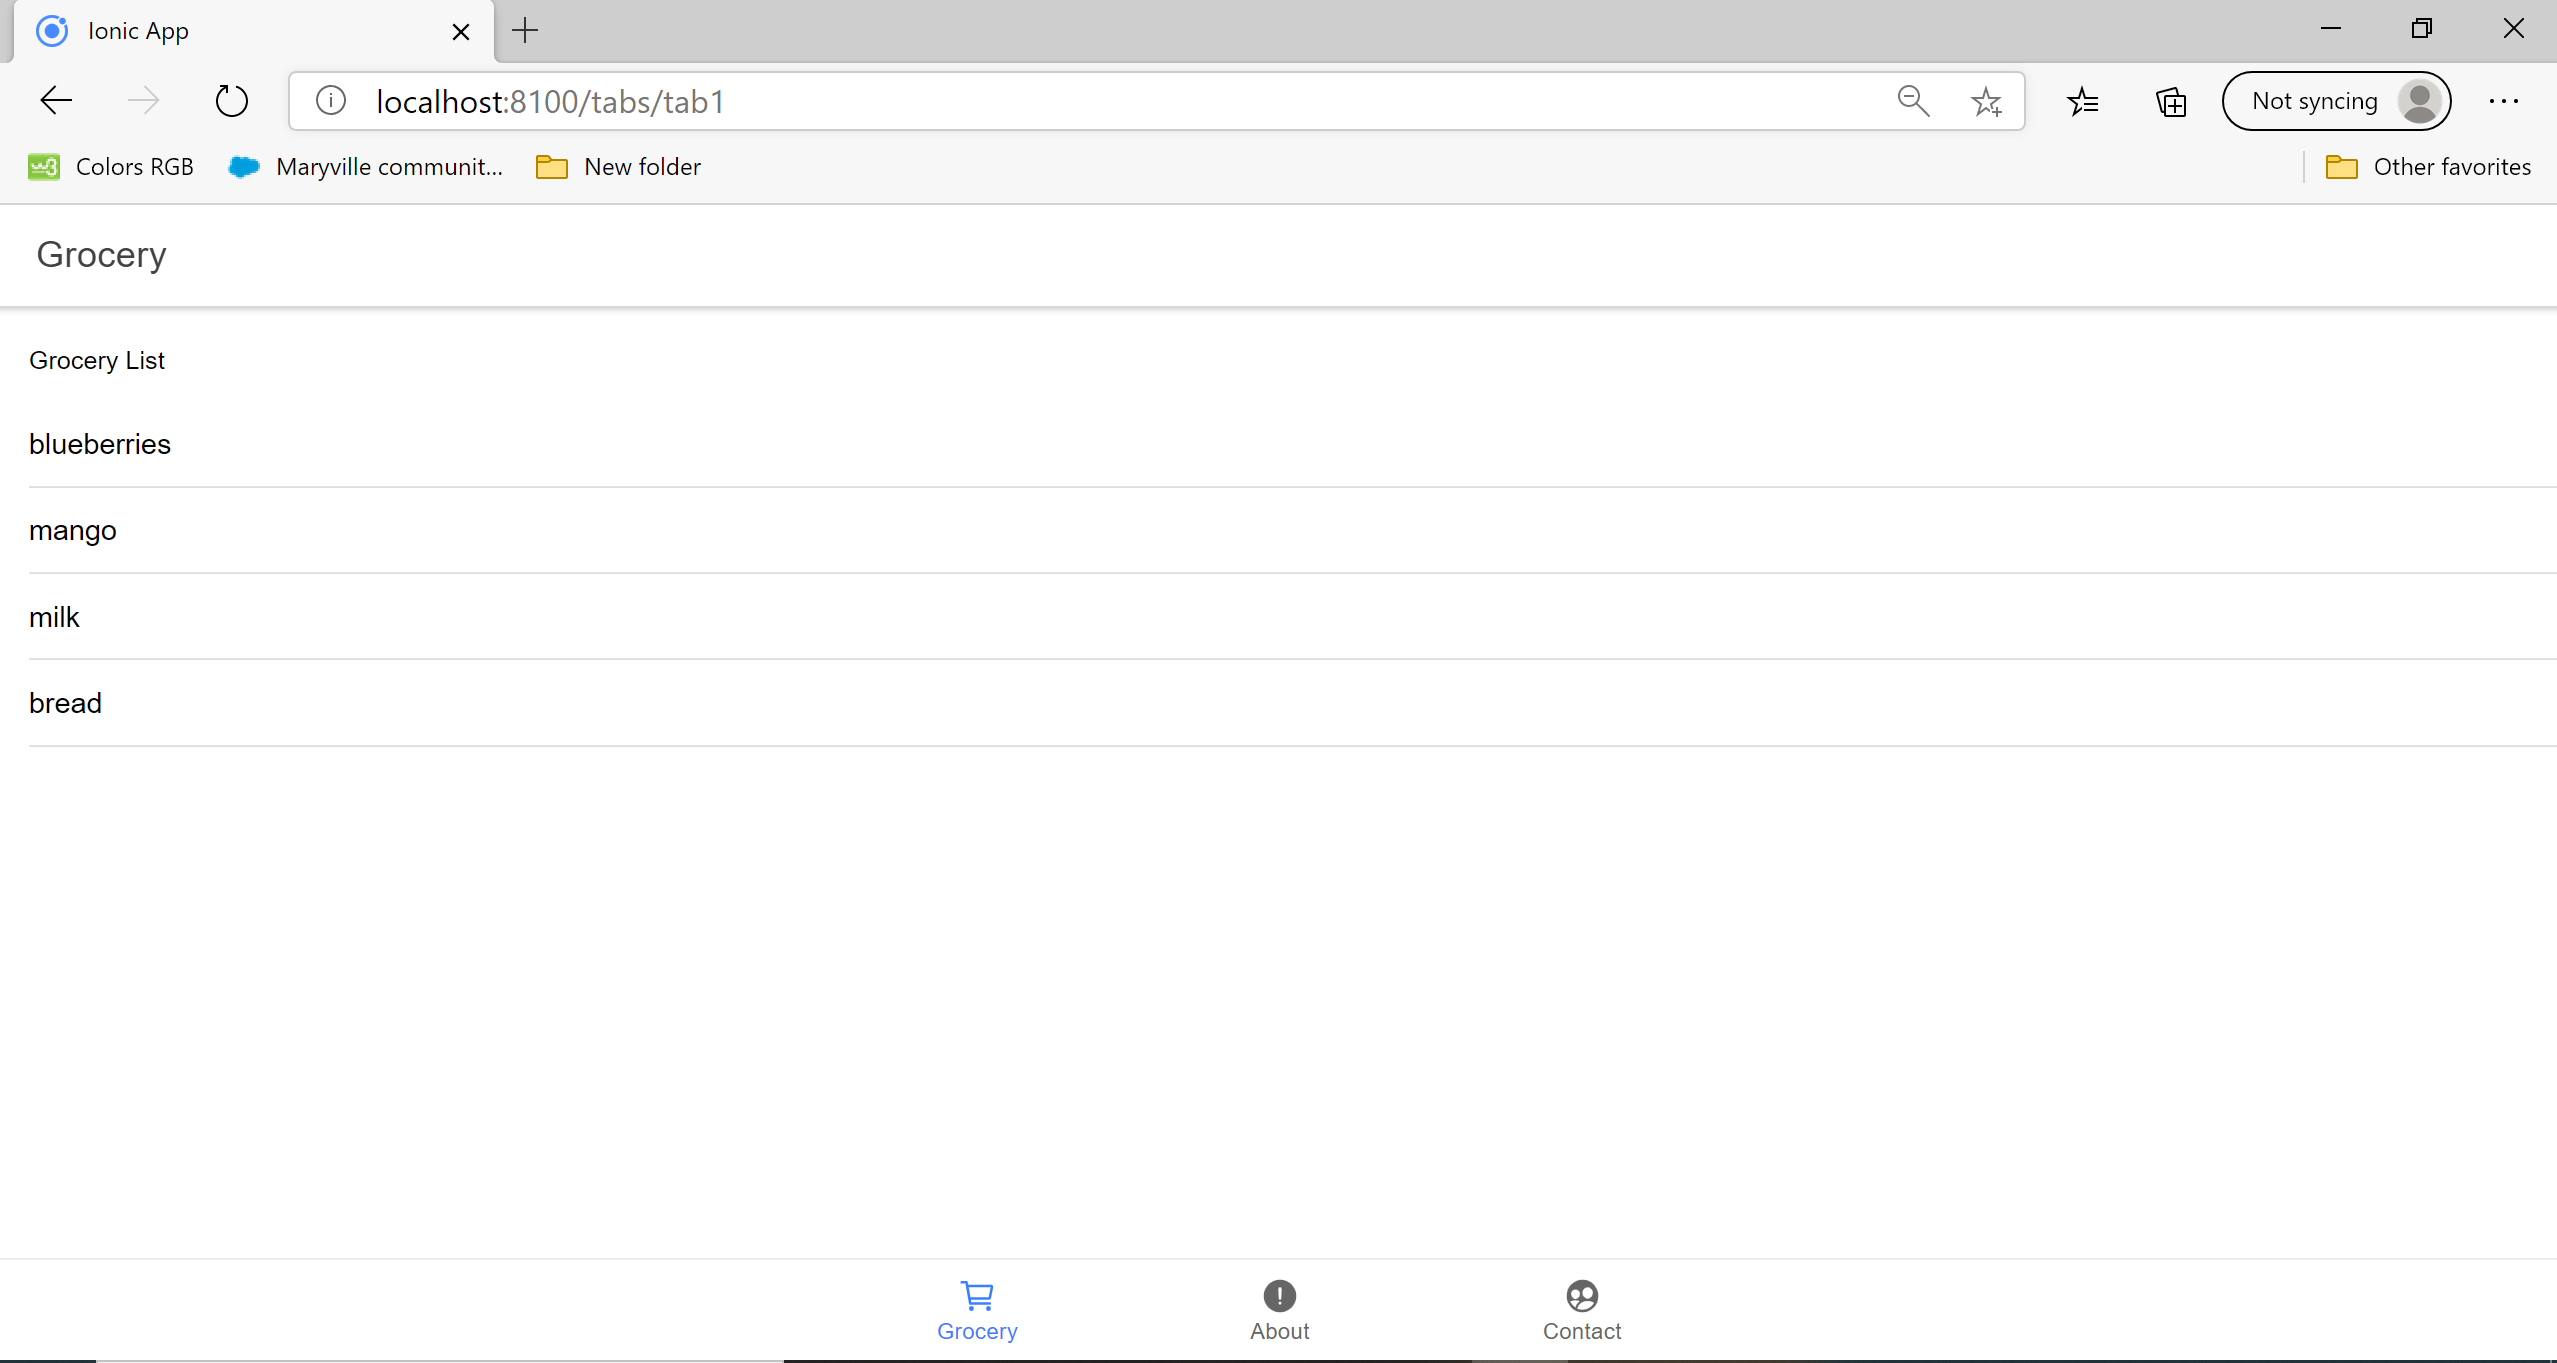 Ionic App
localhost:8100/tabs/tab1
Not syncing
Colors RGB
Maryville communit...
New folder
Other favorites
Grocery
Grocery List
blueberries
mango
milk
bread
Grocery
About
Contact